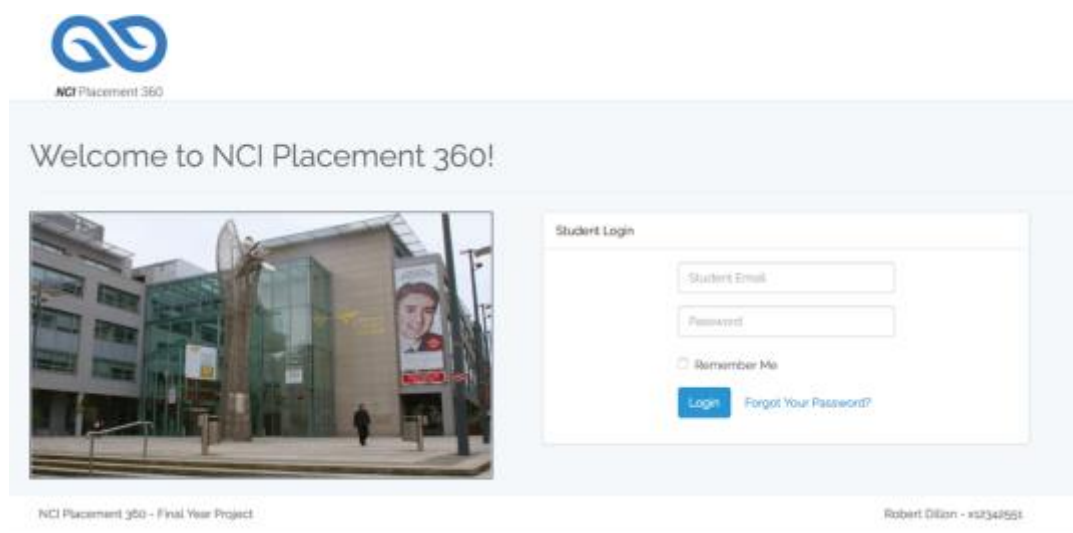 NCI Placement 360
Welcome to NCI Placement 360!
Student Login
Student Email
Password
Remember Me
Login Forgot Your Password?
NCI Placement 360 - Final Year Project
Robert Dillon - x12342551